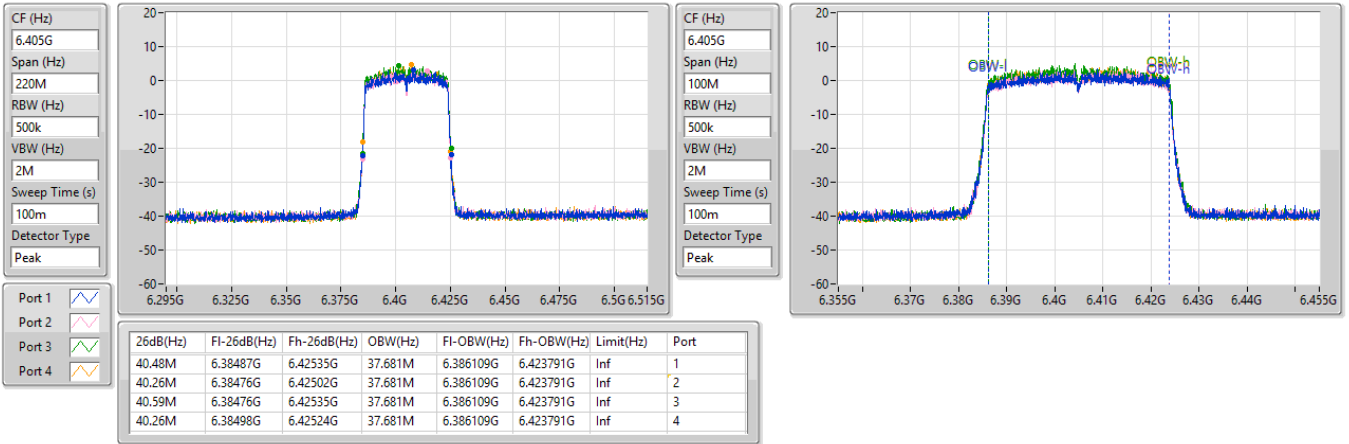 CF (Hz)
6.405G
Span (Hz)
220M
RBW (Hz)
500k
VBW (Hz)
2M
Sweep Time (s)
100m
Detector Type
Peak
20
10
0
-10
-20
-30
-40
-50
-60
6.295G 6.325G 6.35G 6.375G 6.4G 6.425G 6.45G 6.475G 6.5G 6.515G
CF (Hz)
6.405G
Span (Hz)
100M
RBW (Hz)
500k
VBW (Hz)
2M
Sweep Time (s)
100m
Detector Type
Peak
20
10
0
-10
-20
-30
-40
-50
-60
OBW-l
OBW-h
OBW-h
6.355G 6.37G 6.38G 6.39G 6.4G 6.41G 6.42G 6.43G 6.44G 6.455G
Port 1
Port 2
Port 3
Port 4
26dB(Hz) Fl-26dB(Hz) Fh-26dB(Hz) OBW(Hz) Fl-OBW(Hz) Fh-OBW(Hz) Limit(Hz) Port
40.48M 6.38487G 6.42535G 37.681M 6.386109G 6.423791G Inf 1
40.26M 6.38476G 6.42502G 37.681M 6.386109G 6.423791G Inf 2
40.59M 6.38476G 6.42535G 37.681M 6.386109G 6.423791G Inf 3
40.26M 6.38498G 6.42524G 37.681M 6.386109G 6.423791G Inf 4